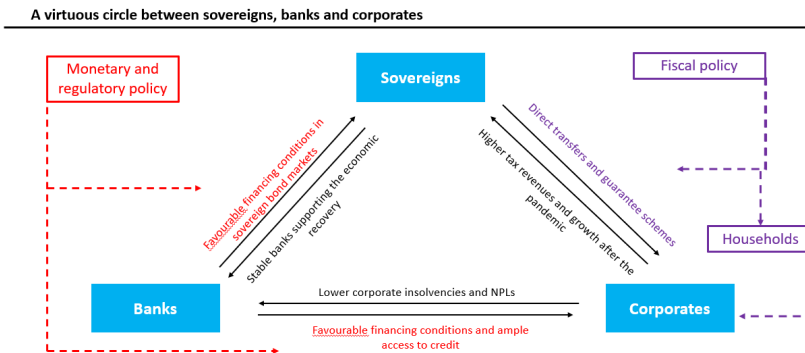 A virtuous circle between sovereigns, banks and corporates
Monetary and
regulatory policy
Sovereigns
Fiscal policy
Favourable financing conditions in
sovereign bond markets
Stable banks supporting the economic
recovery
Direct transfers and guarantee schemes
Higher tax revenues and growth after the
pandemic
Households
Banks
Lower corporate insolvencies and NPLs
Favourable financing conditions and ample
access to credit
Corporates